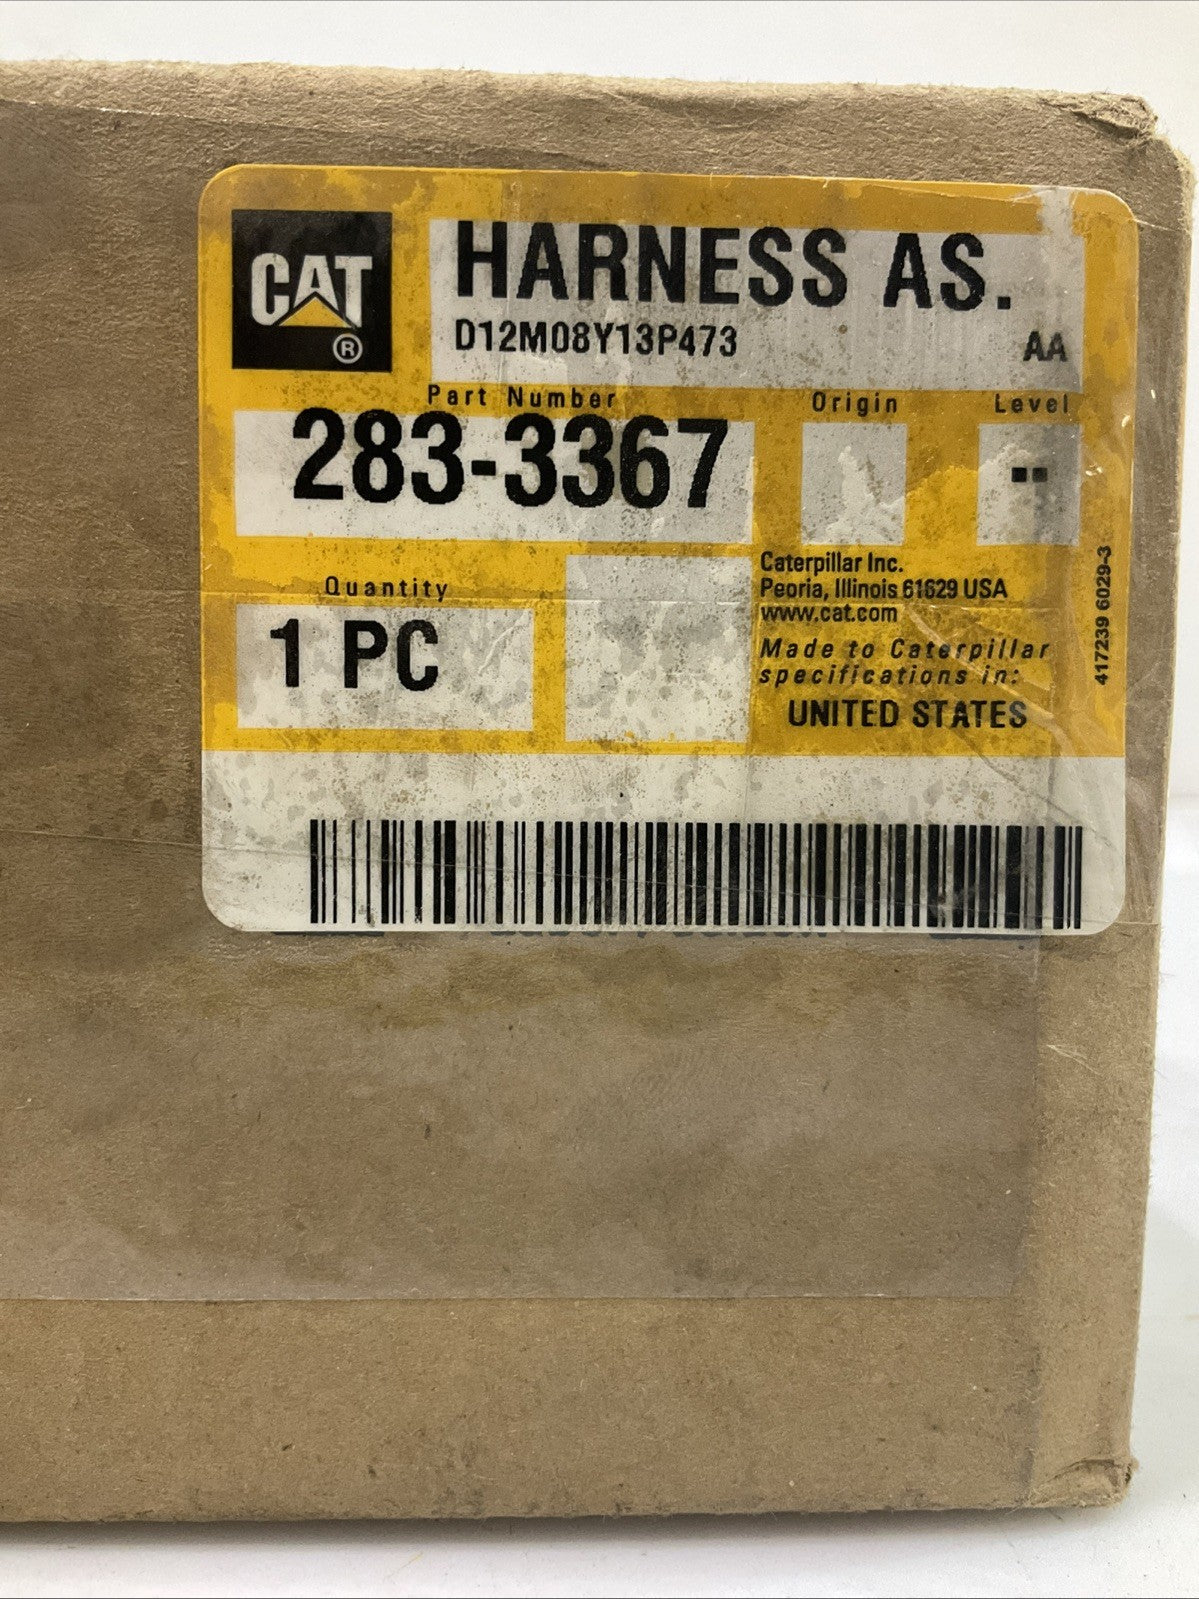 CAT
®
HARNESS AS.
D12M08Y13P473 AA
Part Number Origin Level
283-3367 --
Quantity
1 PC
Caterpillar Inc.
Peoria, Illinois 61629 USA
www.cat.com
Made to Caterpillar
specifications in:
UNITED STATES
417239 6029-3